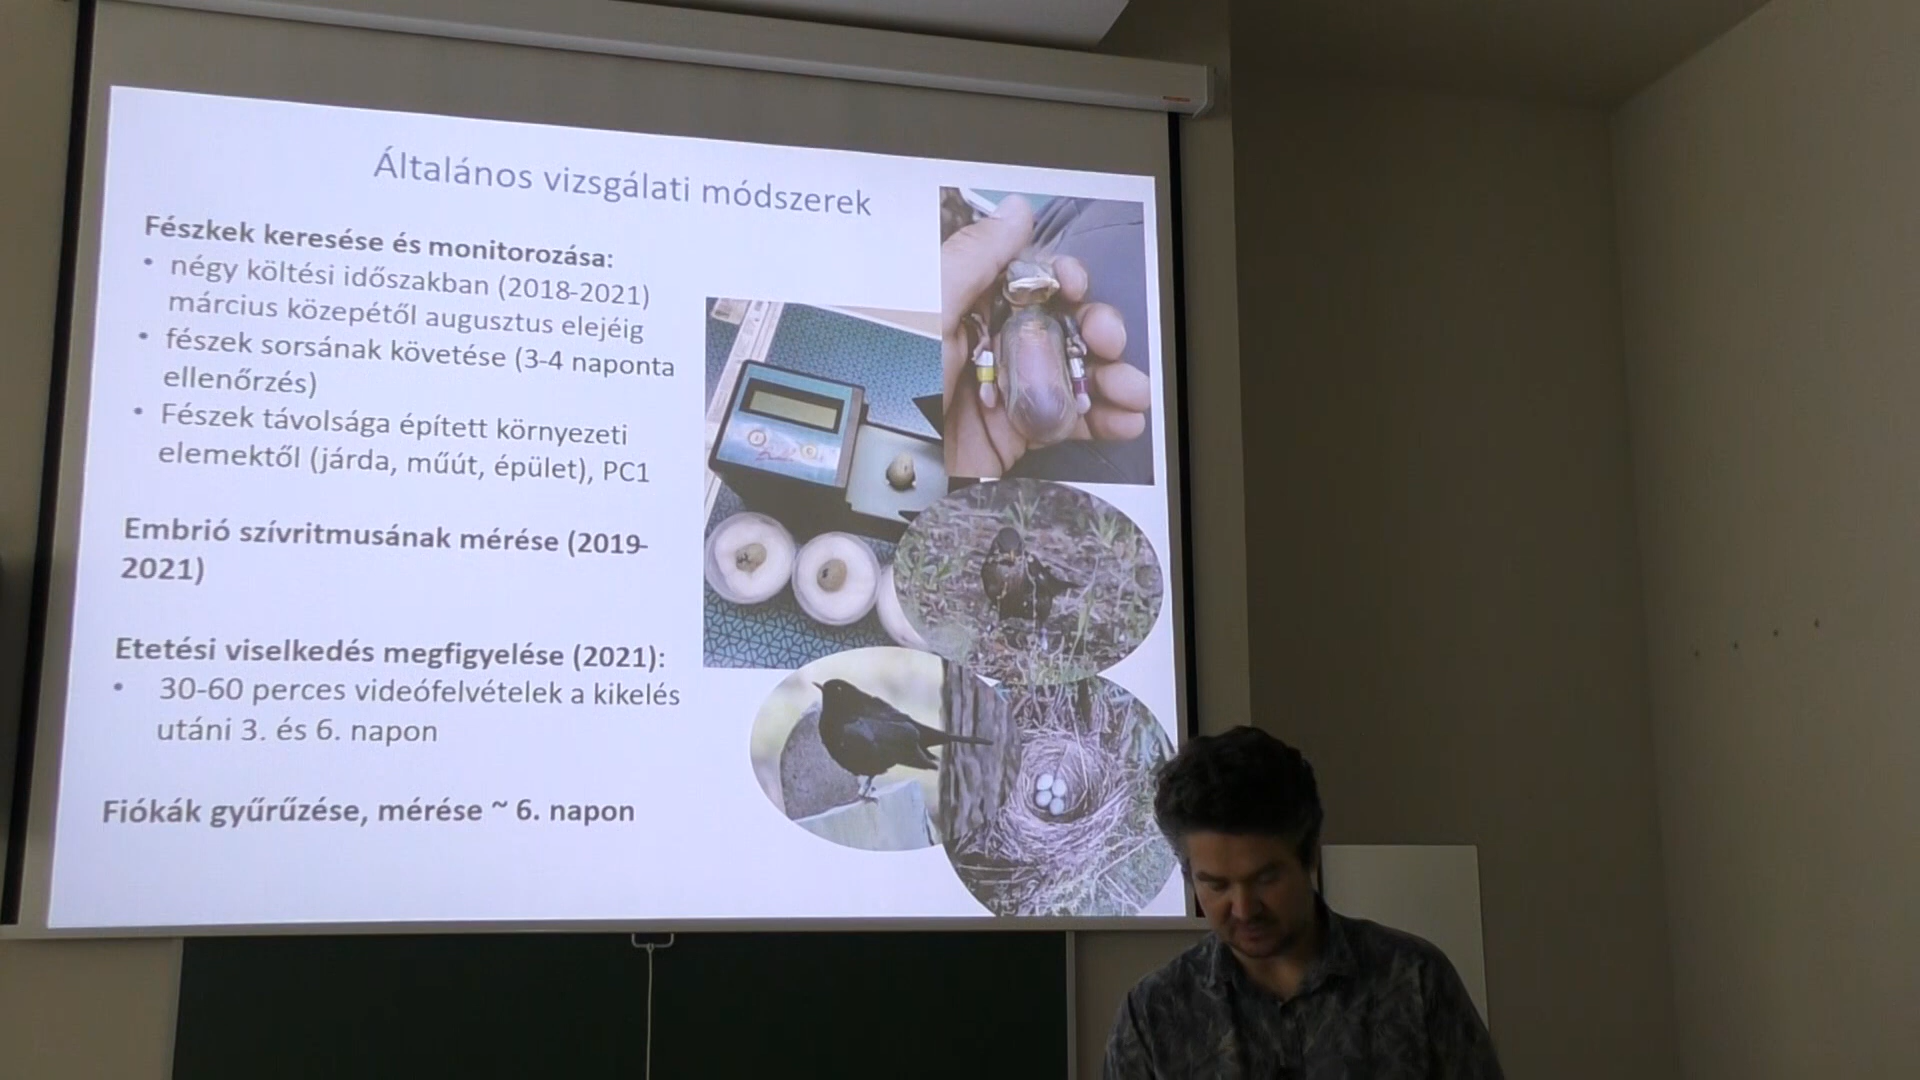 Általános vizsgálati módszerek
Fészkek keresése és monitorozása:
• négy költési időszakban (2018-2021)
március közepétől augusztus elejéig
• fészek sorsának követése (3-4 naponta
ellenőrzés)
• Fészek távolsága épített környezeti
elemektől (járda, műút, épület), PC1
Embrió szívritmusának mérése (2019-
2021)
Etetési viselkedés megfigyelése (2021):
• 30-60 perces videófelvételek a kikelés
utáni 3. és 6. napon
Fiókák gyűrűzése, mérése ~ 6. napon